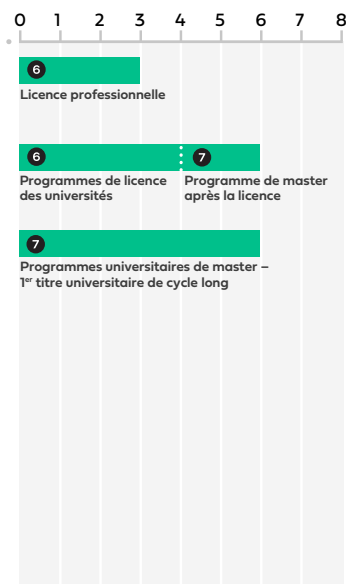 0 1 2 3 4 5 6 7 8
6
Licence professionnelle
6 7
Programmes de licence Programme de master
des universités après la licence
7
Programmes universitaires de master –
1er titre universitaire de cycle long